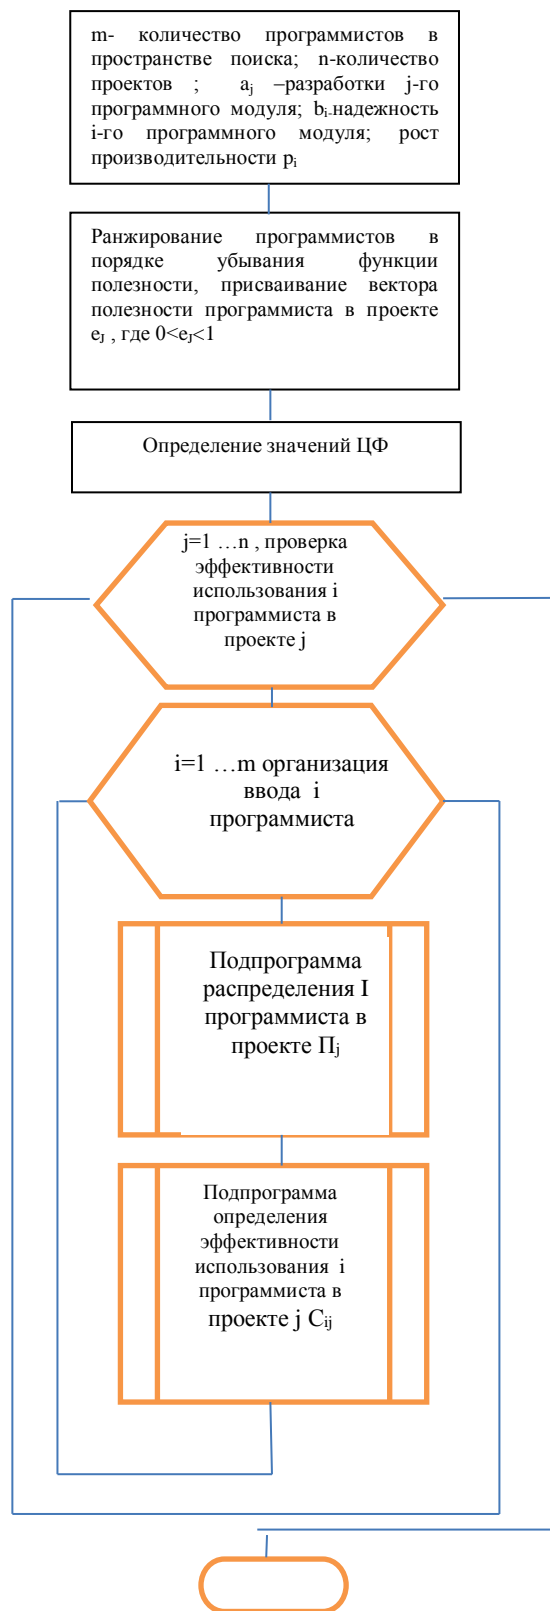 m- количество программистов в
пространстве поиска; n-количество
проектов ; aj –разработки j-го
программного модуля; bi-надежность
i-го программного модуля; рост
производительности pi
Ранжирование программистов в
порядке убывания функции
полезности, присваивание вектора
полезности программиста в проекте
eJ , где 0<eJ<1
Определение значений ЦФ
j=1 …n , проверка
эффективности
использования i
программиста в
проекте j
i=1 …m организация
ввода i
программиста
Подпрограмма
распределения I
программиста в
проекте Пj
Подпрограмма
определения
эффективности
использования i
программиста в
проекте j Cij